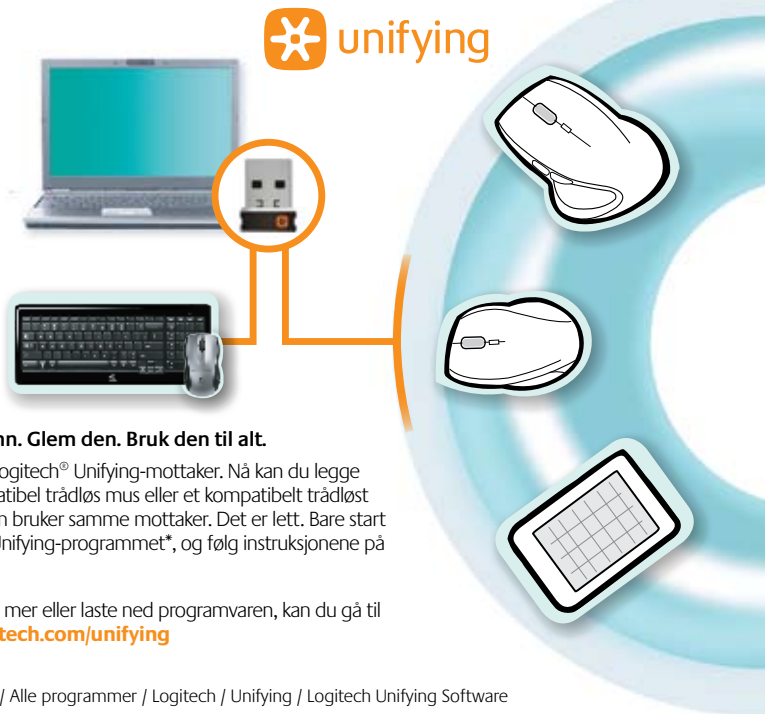 unifying
nn. Glem den. Bruk den til alt.
ogitech® Unifying-mottaker. Nå kan du legge
atibel trådløs mus eller et kompatibelt trådløst
n bruker samme mottaker. Det er lett. Bare start
Unifying-programmet*, og følg instruksjonene på
mer eller laste ned programvaren, kan du gå til
tech.com/unifying
/ Alle programmer / Logitech / Unifying / Logitech Unifying Software